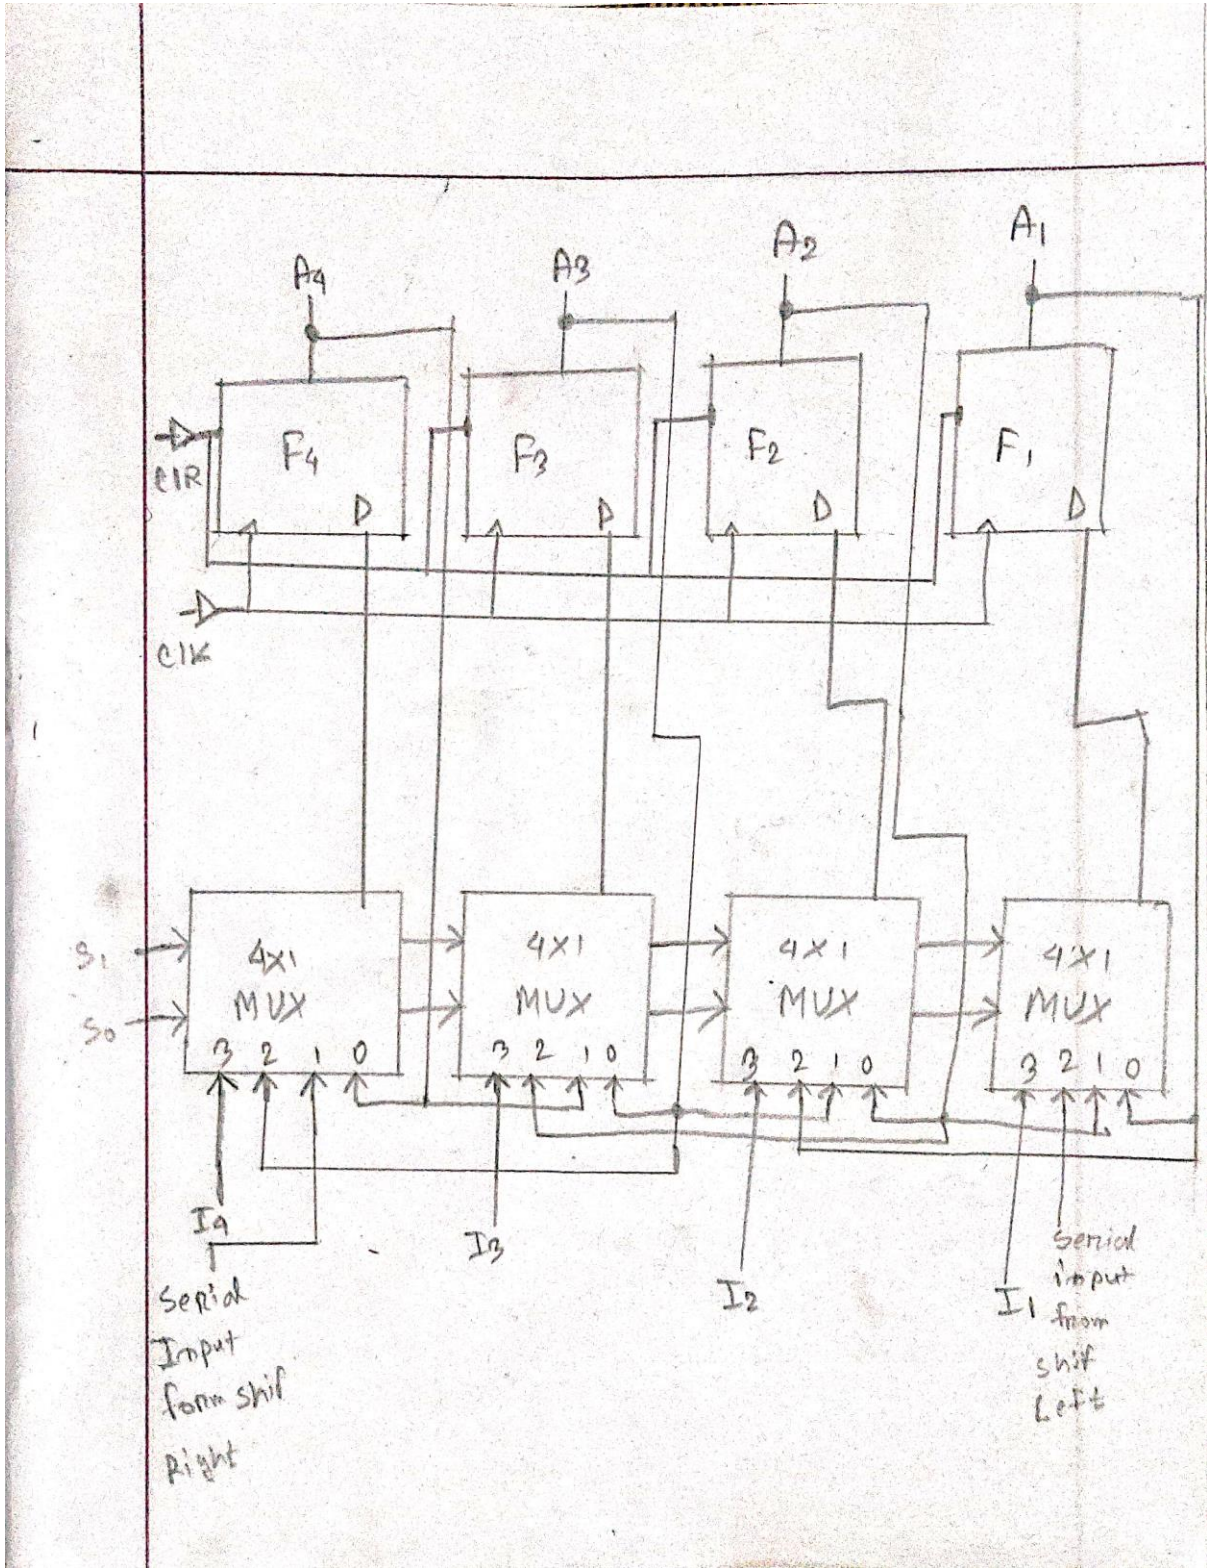 A4 A3 A2 A1
F4 F3 F2 F1
CIR
D D D D
CIK
S1
4x1 4x1 4x1 4x1
MUX MUX MUX MUX
S0
3 2 1 0 3 2 1 0 3 2 1 0 3 2 1 0
I4 I3 I2 I1
Serial
Input
form shif
Right
Serial
input
from
shif
Left